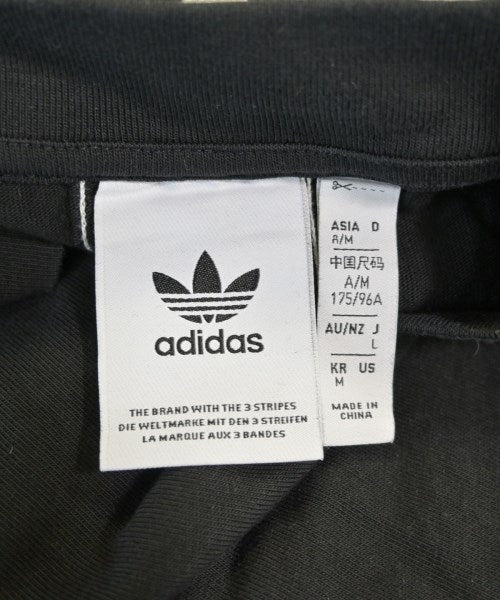 adidas
THE BRAND WITH THE 3 STRIPES
DIE WELTMARKE MIT DEN 3 STREIFEN
LA MARQUE AUX 3 BANDES
ASIA D
A/M
中国尺码
A/M
175/96A
AU/NZ J
L
KR US
M
MADE IN
CHINA